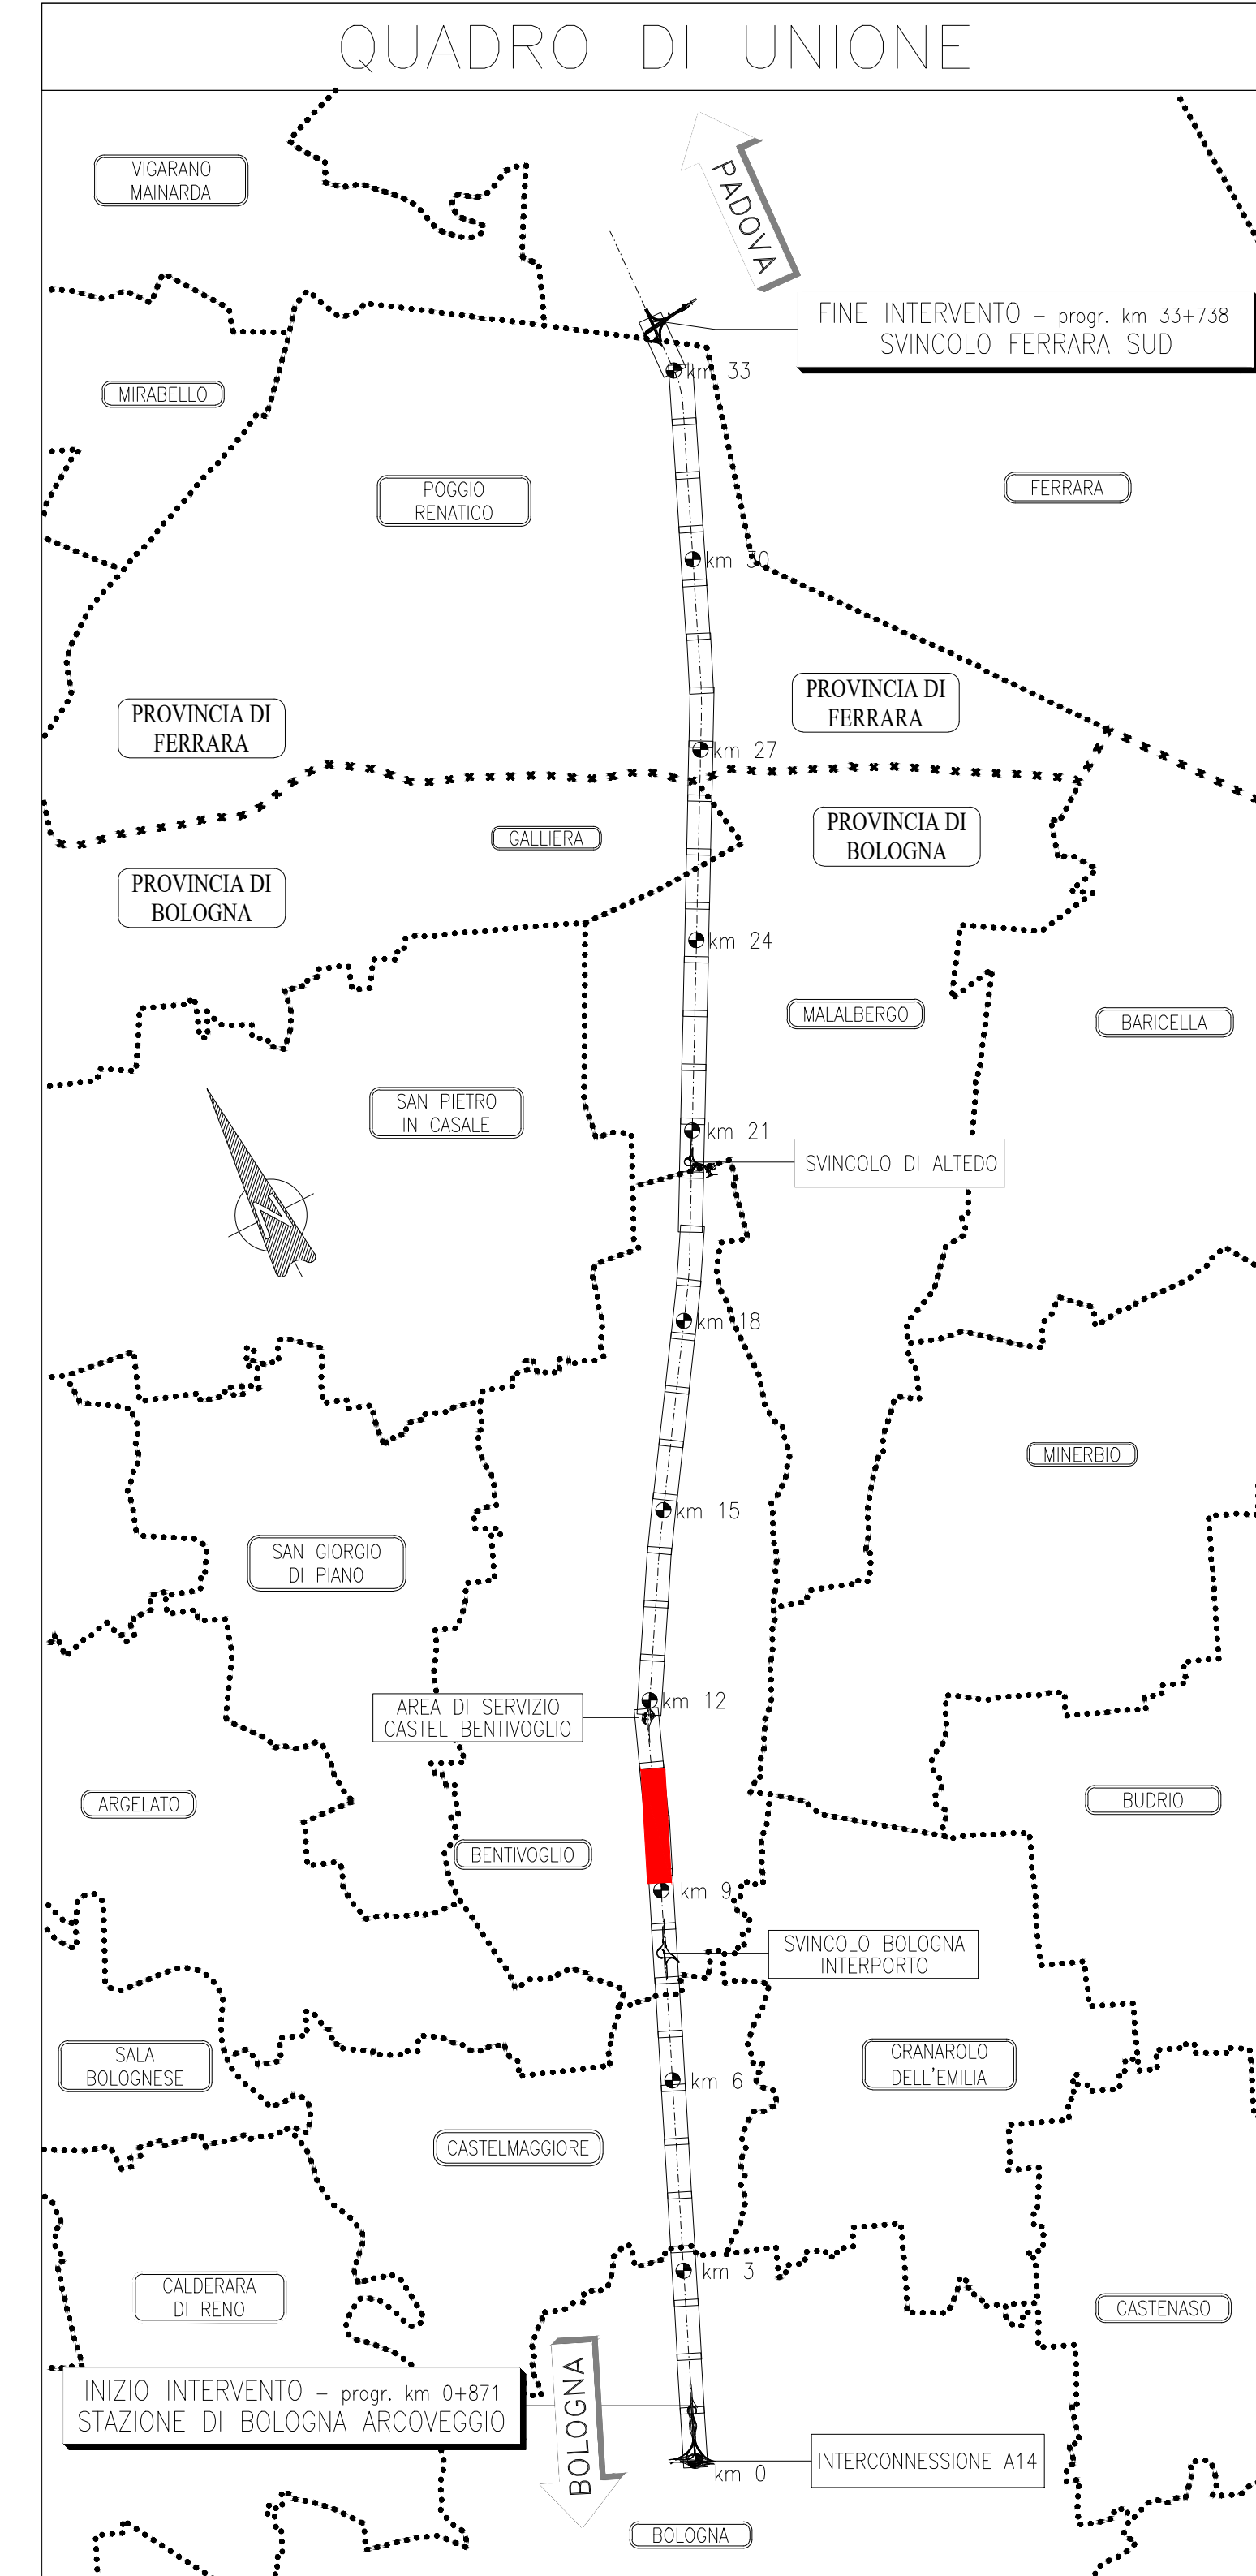 QUADRO DI UNIONE
VIGARANO
MAINARDA
PADOVA
FINE INTERVENTO - progr. km 33+738
SVINCOLO FERRARA SUD
km 33
MIRABELLO
POGGIO
RENATICO
FERRARA
km 30
PROVINCIA DI
FERRARA
PROVINCIA DI
FERRARA
km 27
GALLIERA
PROVINCIA DI
BOLOGNA
PROVINCIA DI
BOLOGNA
km 24
MALALBERGO
BARICELLA
SAN PIETRO
IN CASALE
km 21
SVINCOLO DI ALTEDO
N
km 18
MINERBIO
km 15
SAN GIORGIO
DI PIANO
km 12
AREA DI SERVIZIO
CASTEL BENTIVOGLIO
ARGELATO
BUDRIO
BENTIVOGLIO
km 9
SVINCOLO BOLOGNA
INTERPORTO
SALA
BOLOGNESE
GRANAROLO
DELL'EMILIA
km 6
CASTELMAGGIORE
km 3
CALDERARA
DI RENO
CASTENASO
INIZIO INTERVENTO - progr. km 0+871
STAZIONE DI BOLOGNA ARCOVEGGIO
BOLOGNA
INTERCONNESSIONE A14
km 0
BOLOGNA